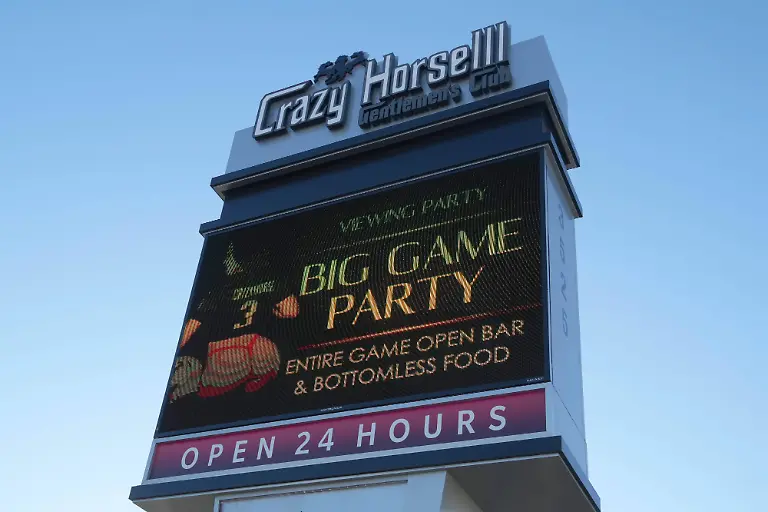 Crazy Horse III
Gentlemen's Club
VIEWING PARTY
BIG GAME
PARTY
CRAZYHORSE
3
ENTIRE GAME OPEN BAR
& BOTTOMLESS FOOD
OPEN 24 HOURS